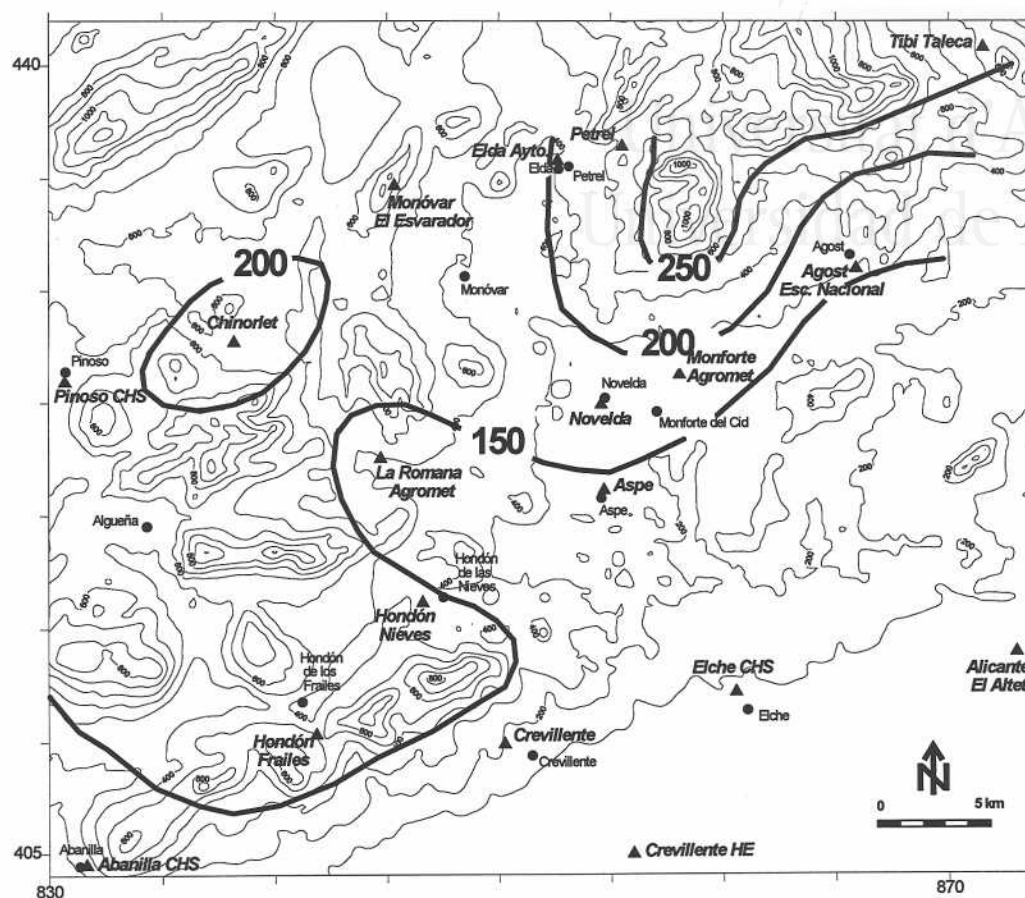 440
Tibi Taleca
Petrel
Elda Ayto.
Elda
Petrel
Monóvar
El Esvarador
Universidad de
200
250
Agost
Agost
Esc. Nacional
Monóvar
Chinorlet
200
Monforte
Agromet
Pinoso
Pinoso CHS
Novelda
Novelda
Monforte del Cid
150
La Romana
Agromet
Aspe
Aspe
Algueña
Hondón
de las
Nieves
Hondón
Nieves
Hondón
de los
Frailes
Elche CHS
Elche
Alicante
El Altet
Hondón
Frailes
Crevillente
Crevillente
N
0 5 km
405
Abanilla
Abanilla CHS
Crevillente HE
830
870